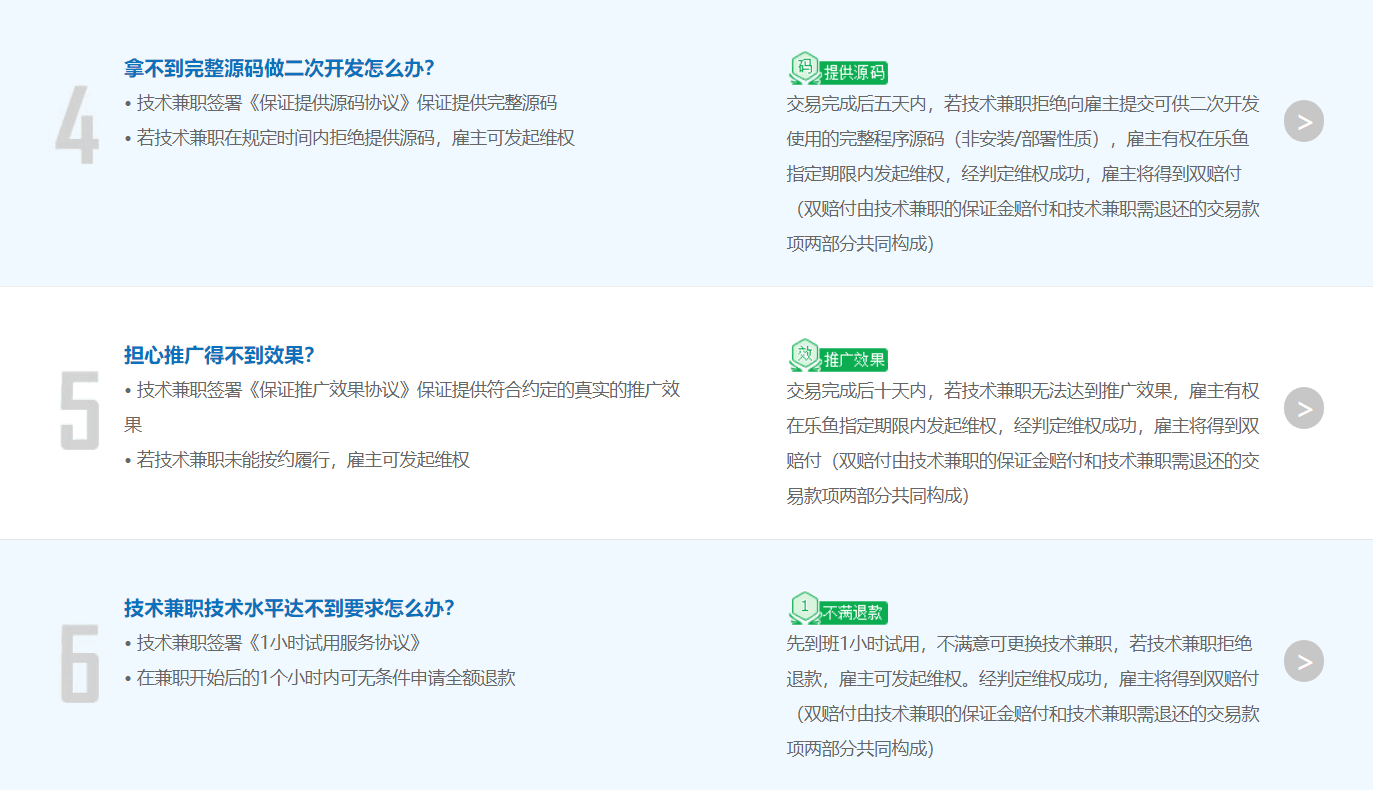 4
拿不到完整源码做二次开发怎么办？
• 技术兼职签署《保证提供源码协议》保证提供完整源码
• 若技术兼职在规定时间内拒绝提供源码，雇主可发起维权
码 提供源码
交易完成后五天内，若技术兼职拒绝向雇主提交可供二次开发
使用的完整程序源码（非安装/部署性质），雇主有权在乐鱼
指定期限内发起维权，经判定维权成功，雇主将得到双赔付
（双赔付由技术兼职的保证金赔付和技术兼职需退还的交易款
项两部分共同构成）
>
5
担心推广得不到效果？
• 技术兼职签署《保证推广效果协议》保证提供符合约定的真实的推广效
果
• 若技术兼职未能按约履行，雇主可发起维权
效 推广效果
交易完成后十天内，若技术兼职无法达到推广效果，雇主有权
在乐鱼指定期限内发起维权，经判定维权成功，雇主将得到双
赔付（双赔付由技术兼职的保证金赔付和技术兼职需退还的交
易款项两部分共同构成）
>
6
技术兼职技术水平达不到要求怎么办？
• 技术兼职签署《1小时试用服务协议》
• 在兼职开始后的1个小时内可无条件申请全额退款
1 不满退款
先到班1小时试用，不满意可更换技术兼职，若技术兼职拒绝
退款，雇主可发起维权。经判定维权成功，雇主将得到双赔付
（双赔付由技术兼职的保证金赔付和技术兼职需退还的交易款
项两部分共同构成）
>